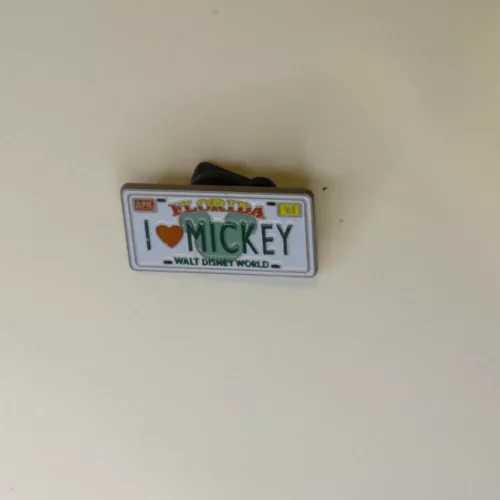 APR
FLORIDA
I ❤ MICKEY
WALT DISNEY WORLD